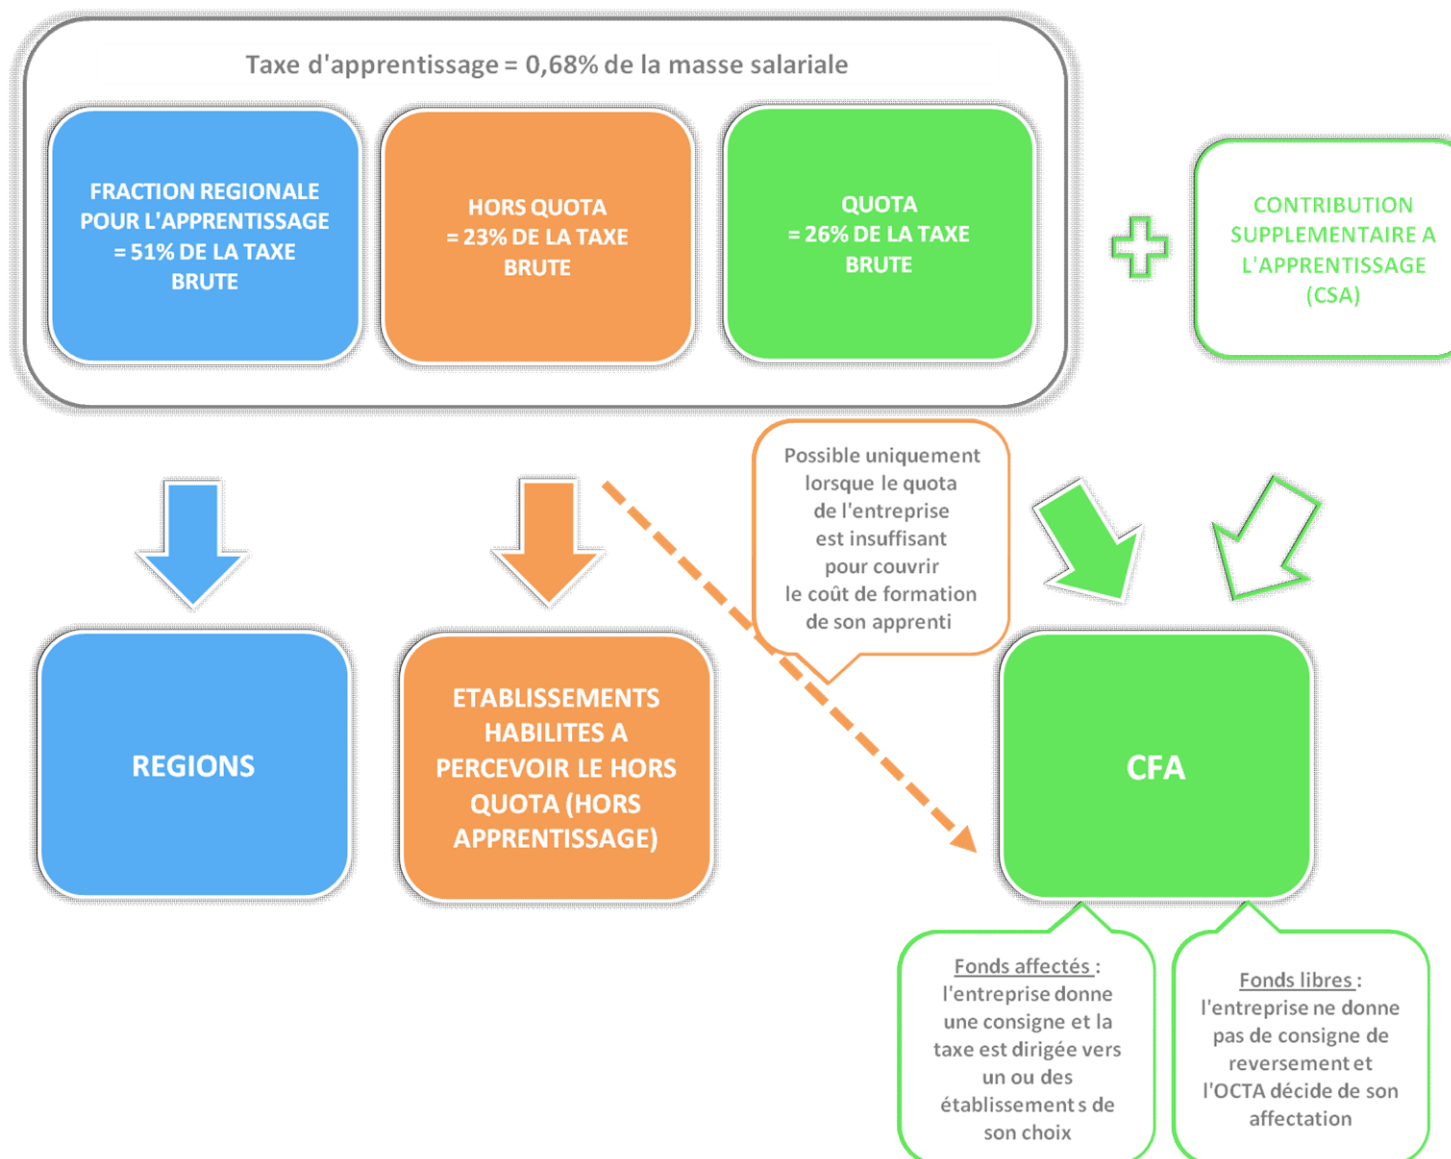 Taxe d'apprentissage = 0,68% de la masse salariale
FRACTION REGIONALE
POUR L'APPRENTISSAGE
= 51% DE LA TAXE
BRUTE
HORS QUOTA
= 23% DE LA TAXE
BRUTE
QUOTA
= 26% DE LA TAXE
BRUTE
CONTRIBUTION
SUPPLEMENTAIRE A
L'APPRENTISSAGE
(CSA)
Possible uniquement
lorsque le quota
de l'entreprise
est insuffisant
pour couvrir
le coût de formation
de son apprenti
REGIONS
ETABLISSEMENTS
HABILITES A
PERCEVOIR LE HORS
QUOTA (HORS
APPRENTISSAGE)
CFA
Fonds affectés :
l'entreprise donne
une consigne et la
taxe est dirigée vers
un ou des
établissement s de
son choix
Fonds libres :
l'entreprise ne donne
pas de consigne de
reversement et
l'OCTA décide de son
affectation